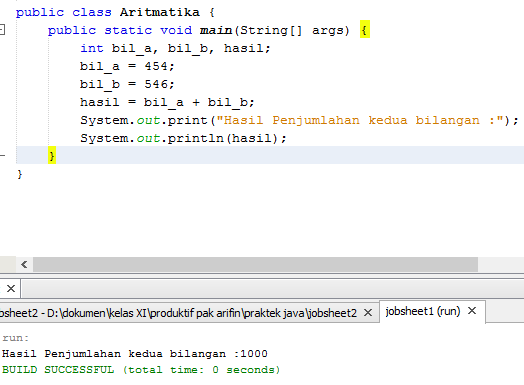 public class Aritmatika {
public static void main(String[] args) {
int bil_a, bil_b, hasil;
bil_a = 454;
bil_b = 546;
hasil = bil_a + bil_b;
System.out.print("Hasil Penjumlahan kedua bilangan :");
System.out.println(hasil);
}
}
obsheet2 - D:\dokumen\kelas XI\produktif pak arifin\praktek java\jobsheet2
jobsheet1 (run)
run:
Hasil Penjumlahan kedua bilangan :1000
BUILD SUCCESSFUL (total time: 0 seconds)